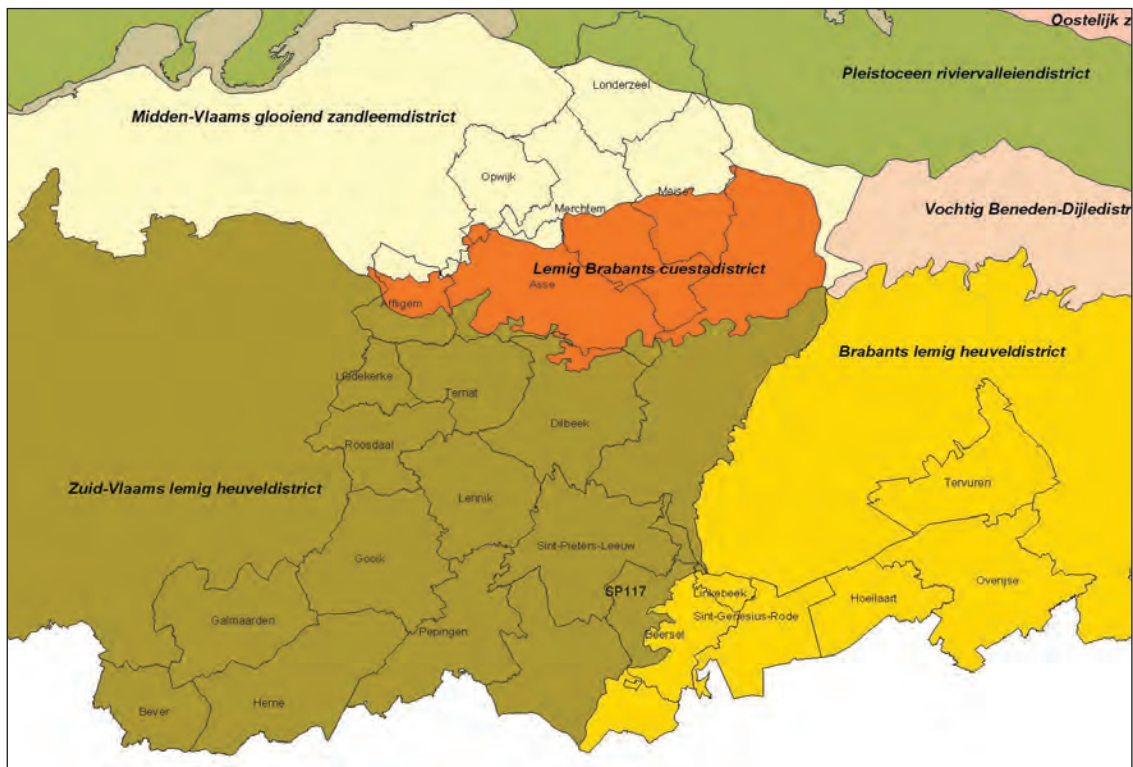 Oostelijk z
Pleistoceen riviervalleiendistrict
Londerzeel
Midden-Vlaams glooiend zandleemdistrict
Opwijk
Meise
Merchtem
Vochtig Beneden-Dijledistr
Lemig Brabants cuestadistrict
Asse
Affligem
Brabants lemig heuveldistrict
Liedekerke
Ternat
Dilbeek
Roosdaal
Zuid-Vlaams lemig heuveldistrict
Lennik
Tervuren
Sint-Pieters-Leeuw
Gooik
Overijse
SP117
Linkebeek
Hoeilaart
Galmaarden
Sint-Genesius-Rode
Pepingen
Beersel
Herne
Bever